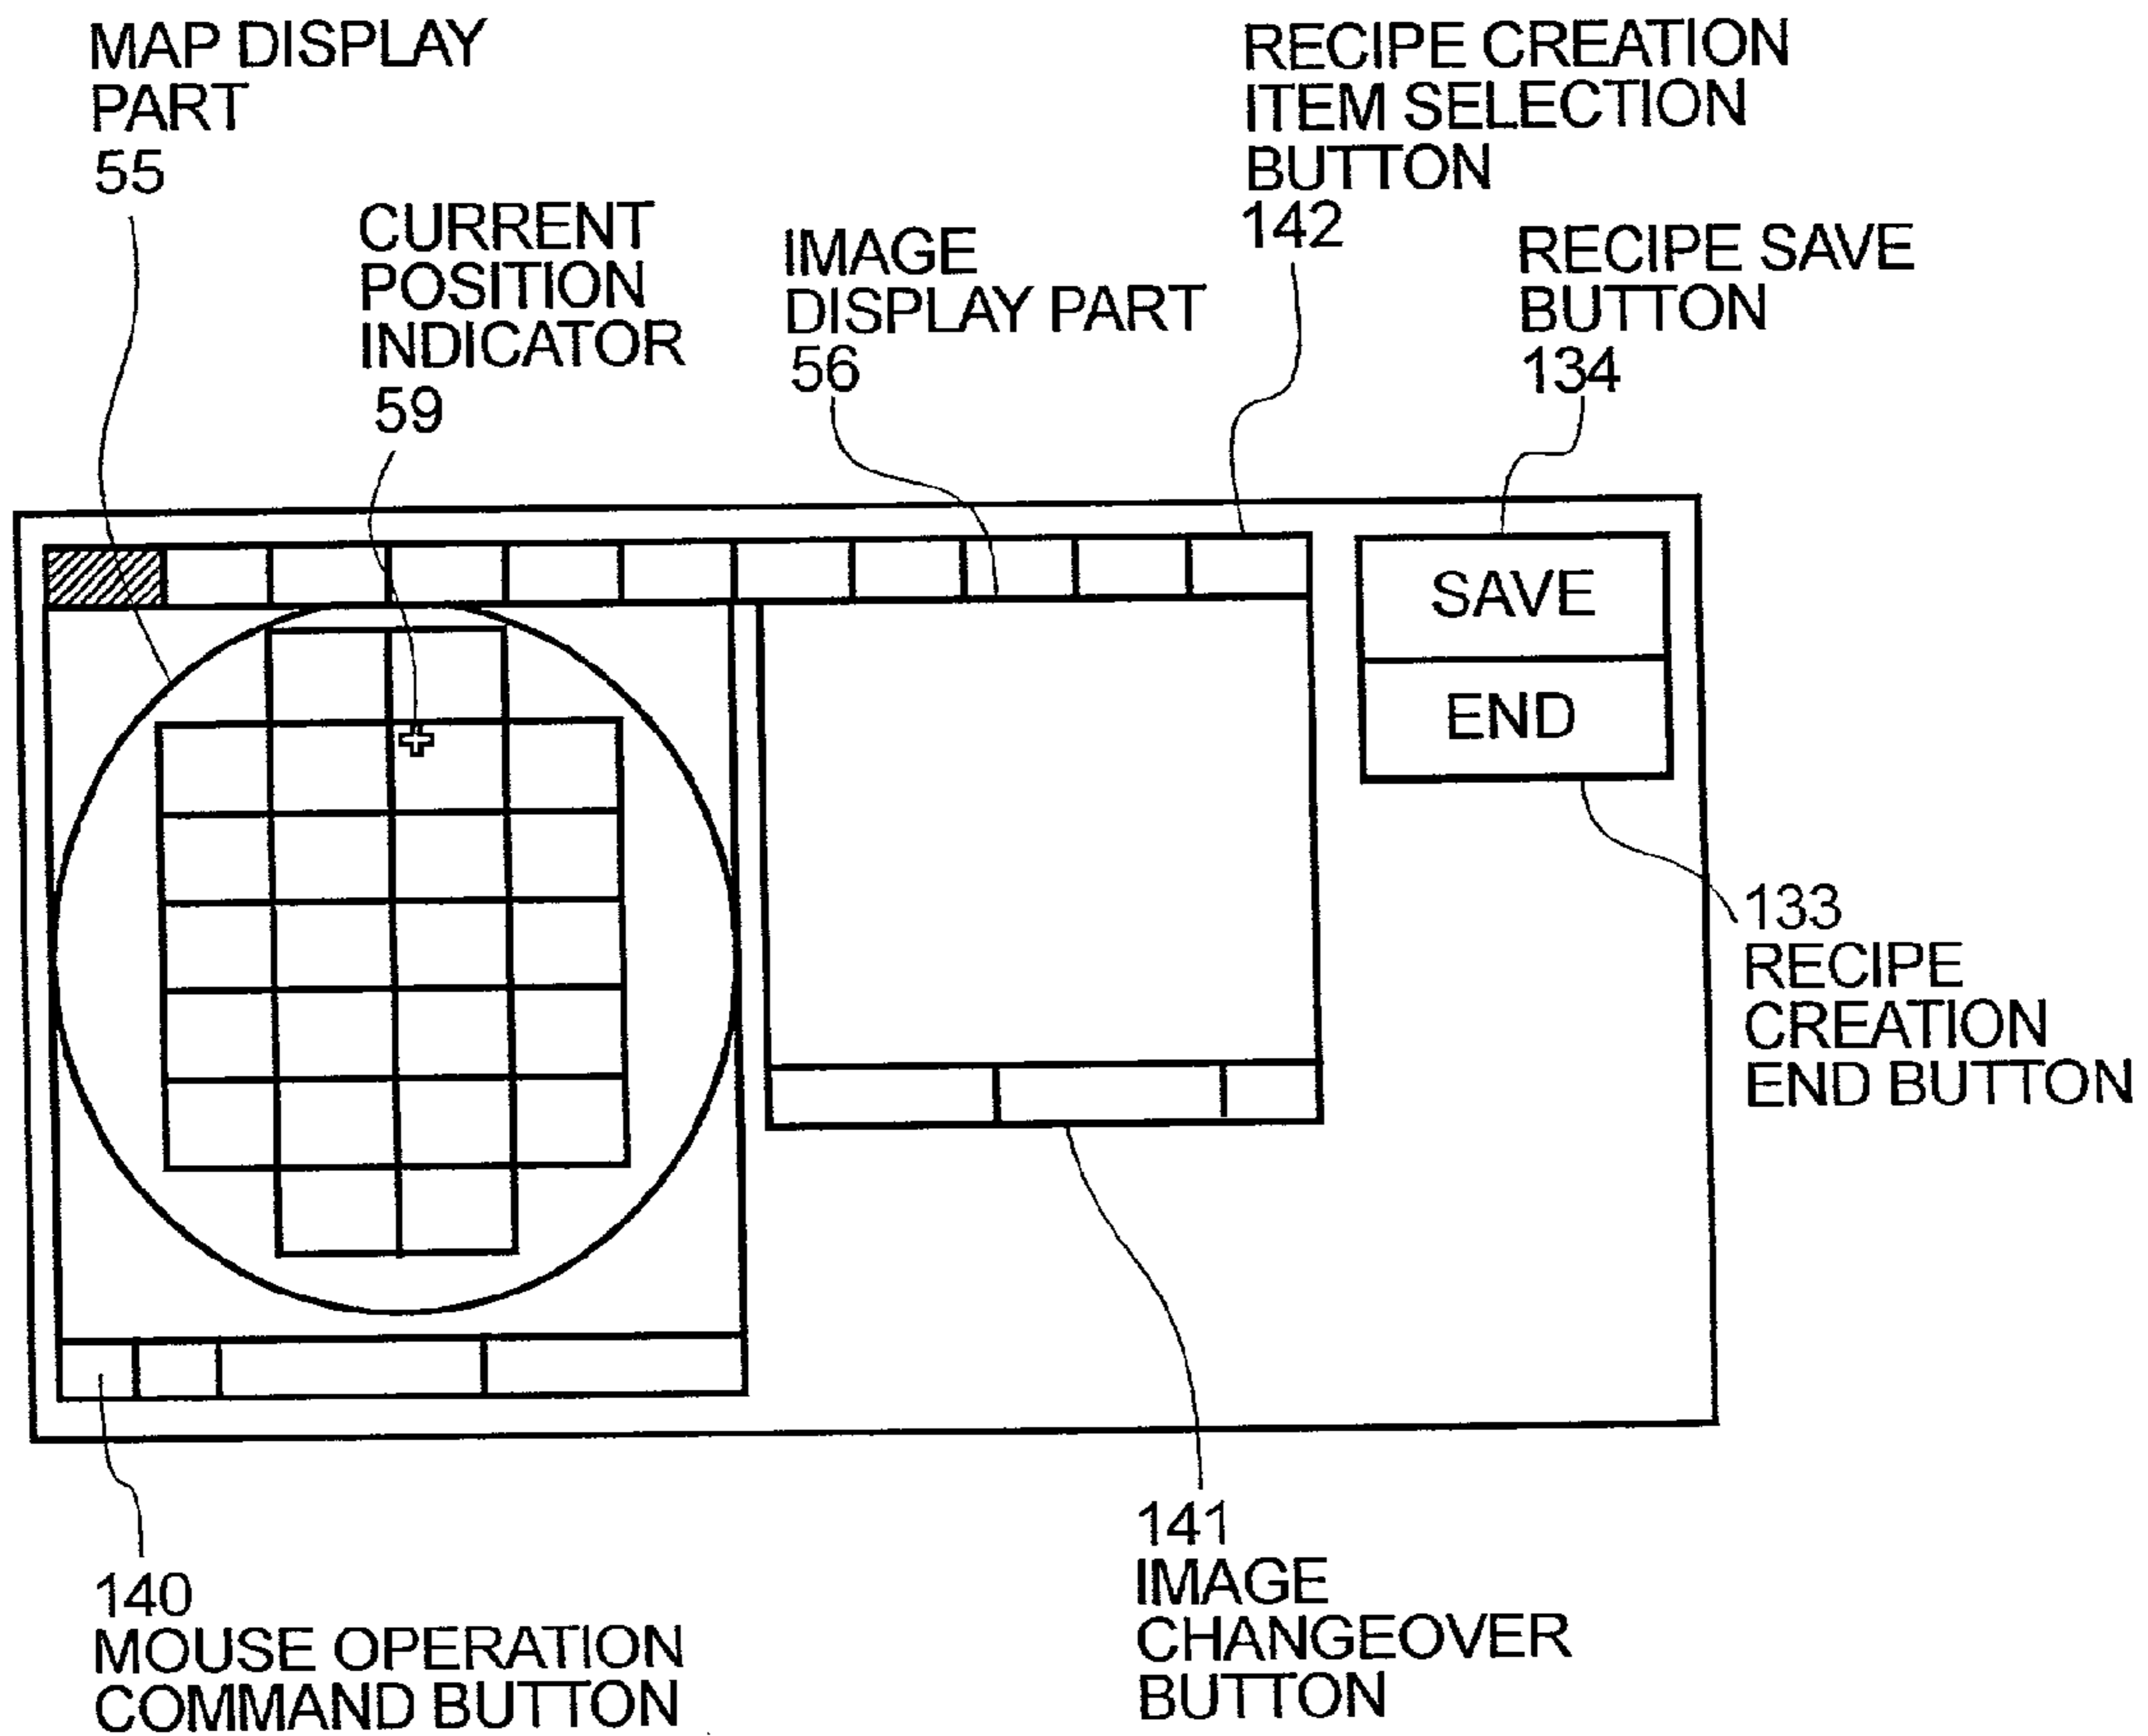 MAP DISPLAY
PART
55
CURRENT
POSITION
INDICATOR
59
IMAGE
DISPLAY PART
56
RECIPE CREATION
ITEM SELECTION
BUTTON
142
RECIPE SAVE
BUTTON
134
SAVE
END
133
RECIPE
CREATION
END BUTTON
141
IMAGE
CHANGEOVER
BUTTON
140
MOUSE OPERATION
COMMAND BUTTON